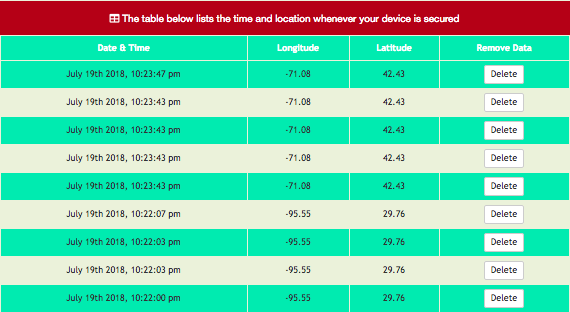 The table below lists the time and location whenever your device is secured
Date & Time Longitude Latitude Remove Data
July 19th 2018, 10:23:47 pm -71.08 42.43 Delete
July 19th 2018, 10:23:43 pm -71.08 42.43 Delete
July 19th 2018, 10:23:43 pm -71.08 42.43 Delete
July 19th 2018, 10:23:43 pm -71.08 42.43 Delete
July 19th 2018, 10:23:43 pm -71.08 42.43 Delete
July 19th 2018, 10:22:07 pm -95.55 29.76 Delete
July 19th 2018, 10:22:03 pm -95.55 29.76 Delete
July 19th 2018, 10:22:03 pm -95.55 29.76 Delete
July 19th 2018, 10:22:00 pm -95.55 29.76 Delete